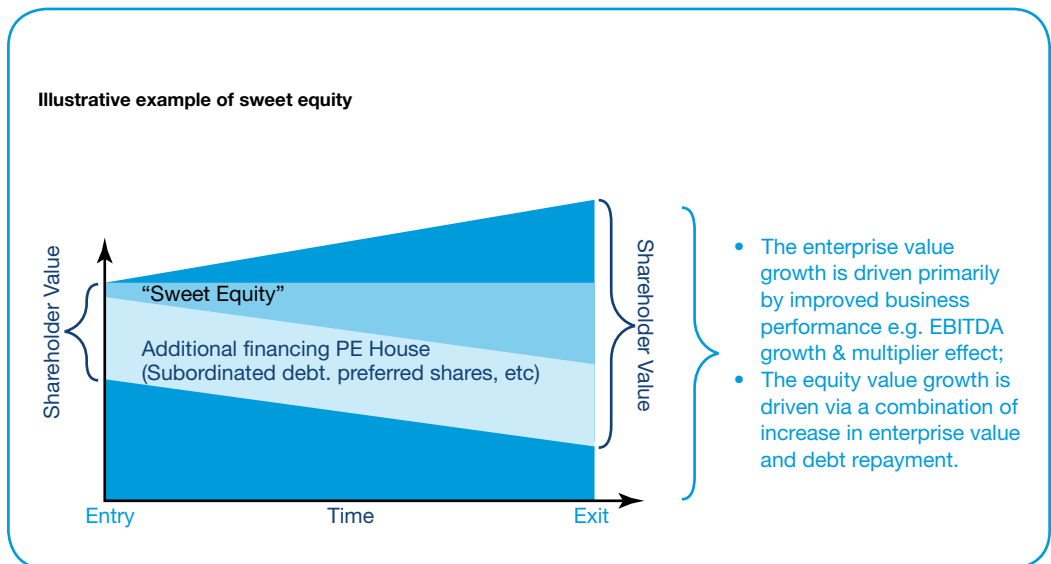 Illustrative example of sweet equity
Shareholder Value
“Sweet Equity”
Additional financing PE House
(Subordinated debt. preferred shares, etc)
Entry
Time
Exit
Shareholder Value
• The enterprise value
growth is driven primarily
by improved business
performance e.g. EBITDA
growth & multiplier effect;
• The equity value growth is
driven via a combination of
increase in enterprise value
and debt repayment.